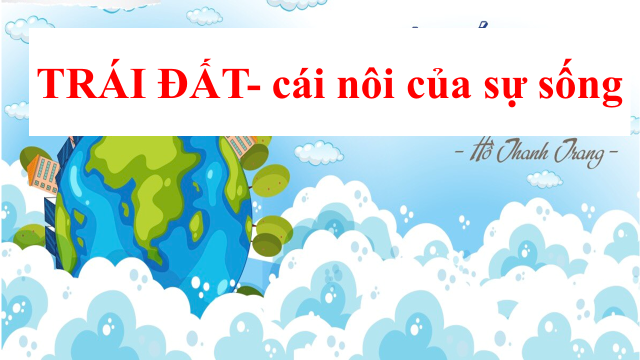 TRÁI ĐẤT- cái nôi của sự sống
- Hồ Thanh Trang -